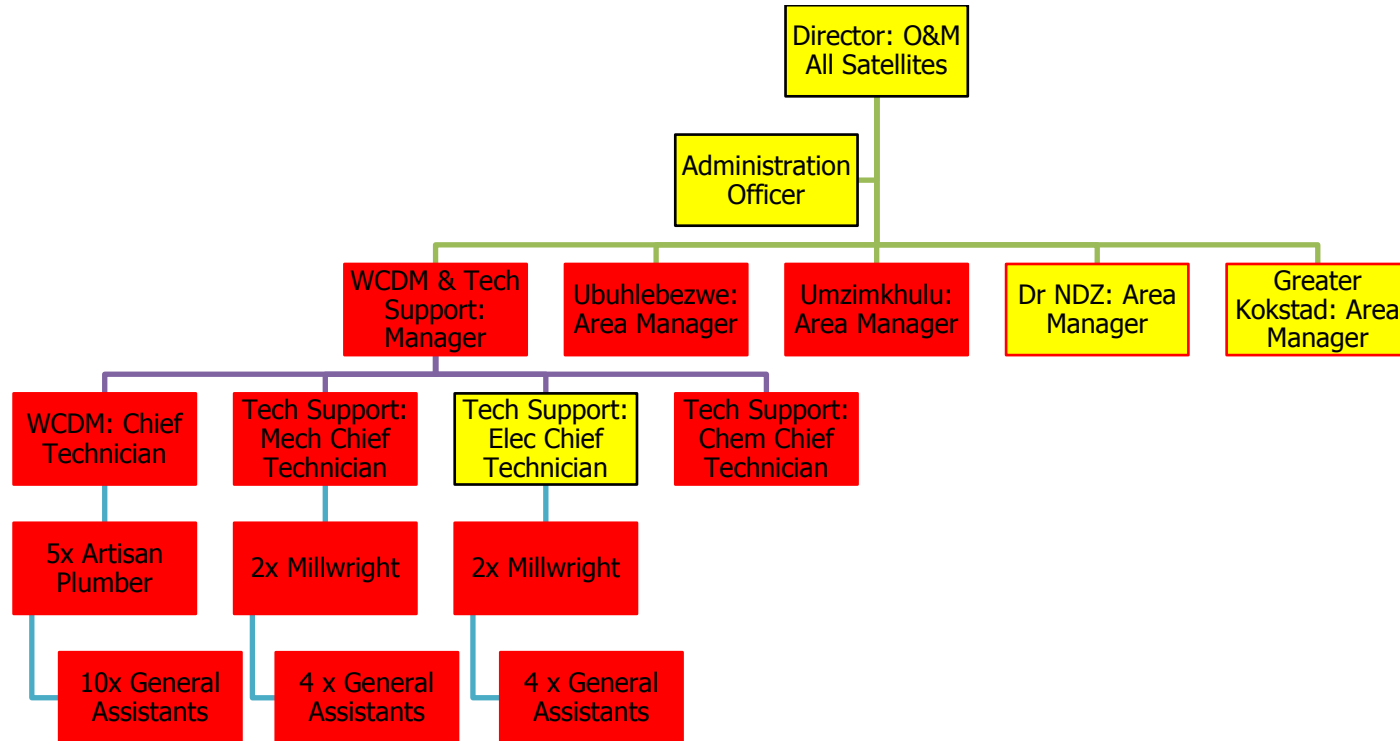 Director: O&M
All Satellites
Administration
Officer
WCDM & Tech
Support:
Manager
Ubuhlebezwe:
Area Manager
Umzimkhulu:
Area Manager
Dr NDZ: Area
Manager
Greater
Kokstad: Area
Manager
WCDM: Chief
Technician
Tech Support:
Mech Chief
Technician
Tech Support:
Elec Chief
Technician
Tech Support:
Chem Chief
Technician
5x Artisan
Plumber
2x Millwright
2x Millwright
10x General
Assistants
4 x General
Assistants
4 x General
Assistants